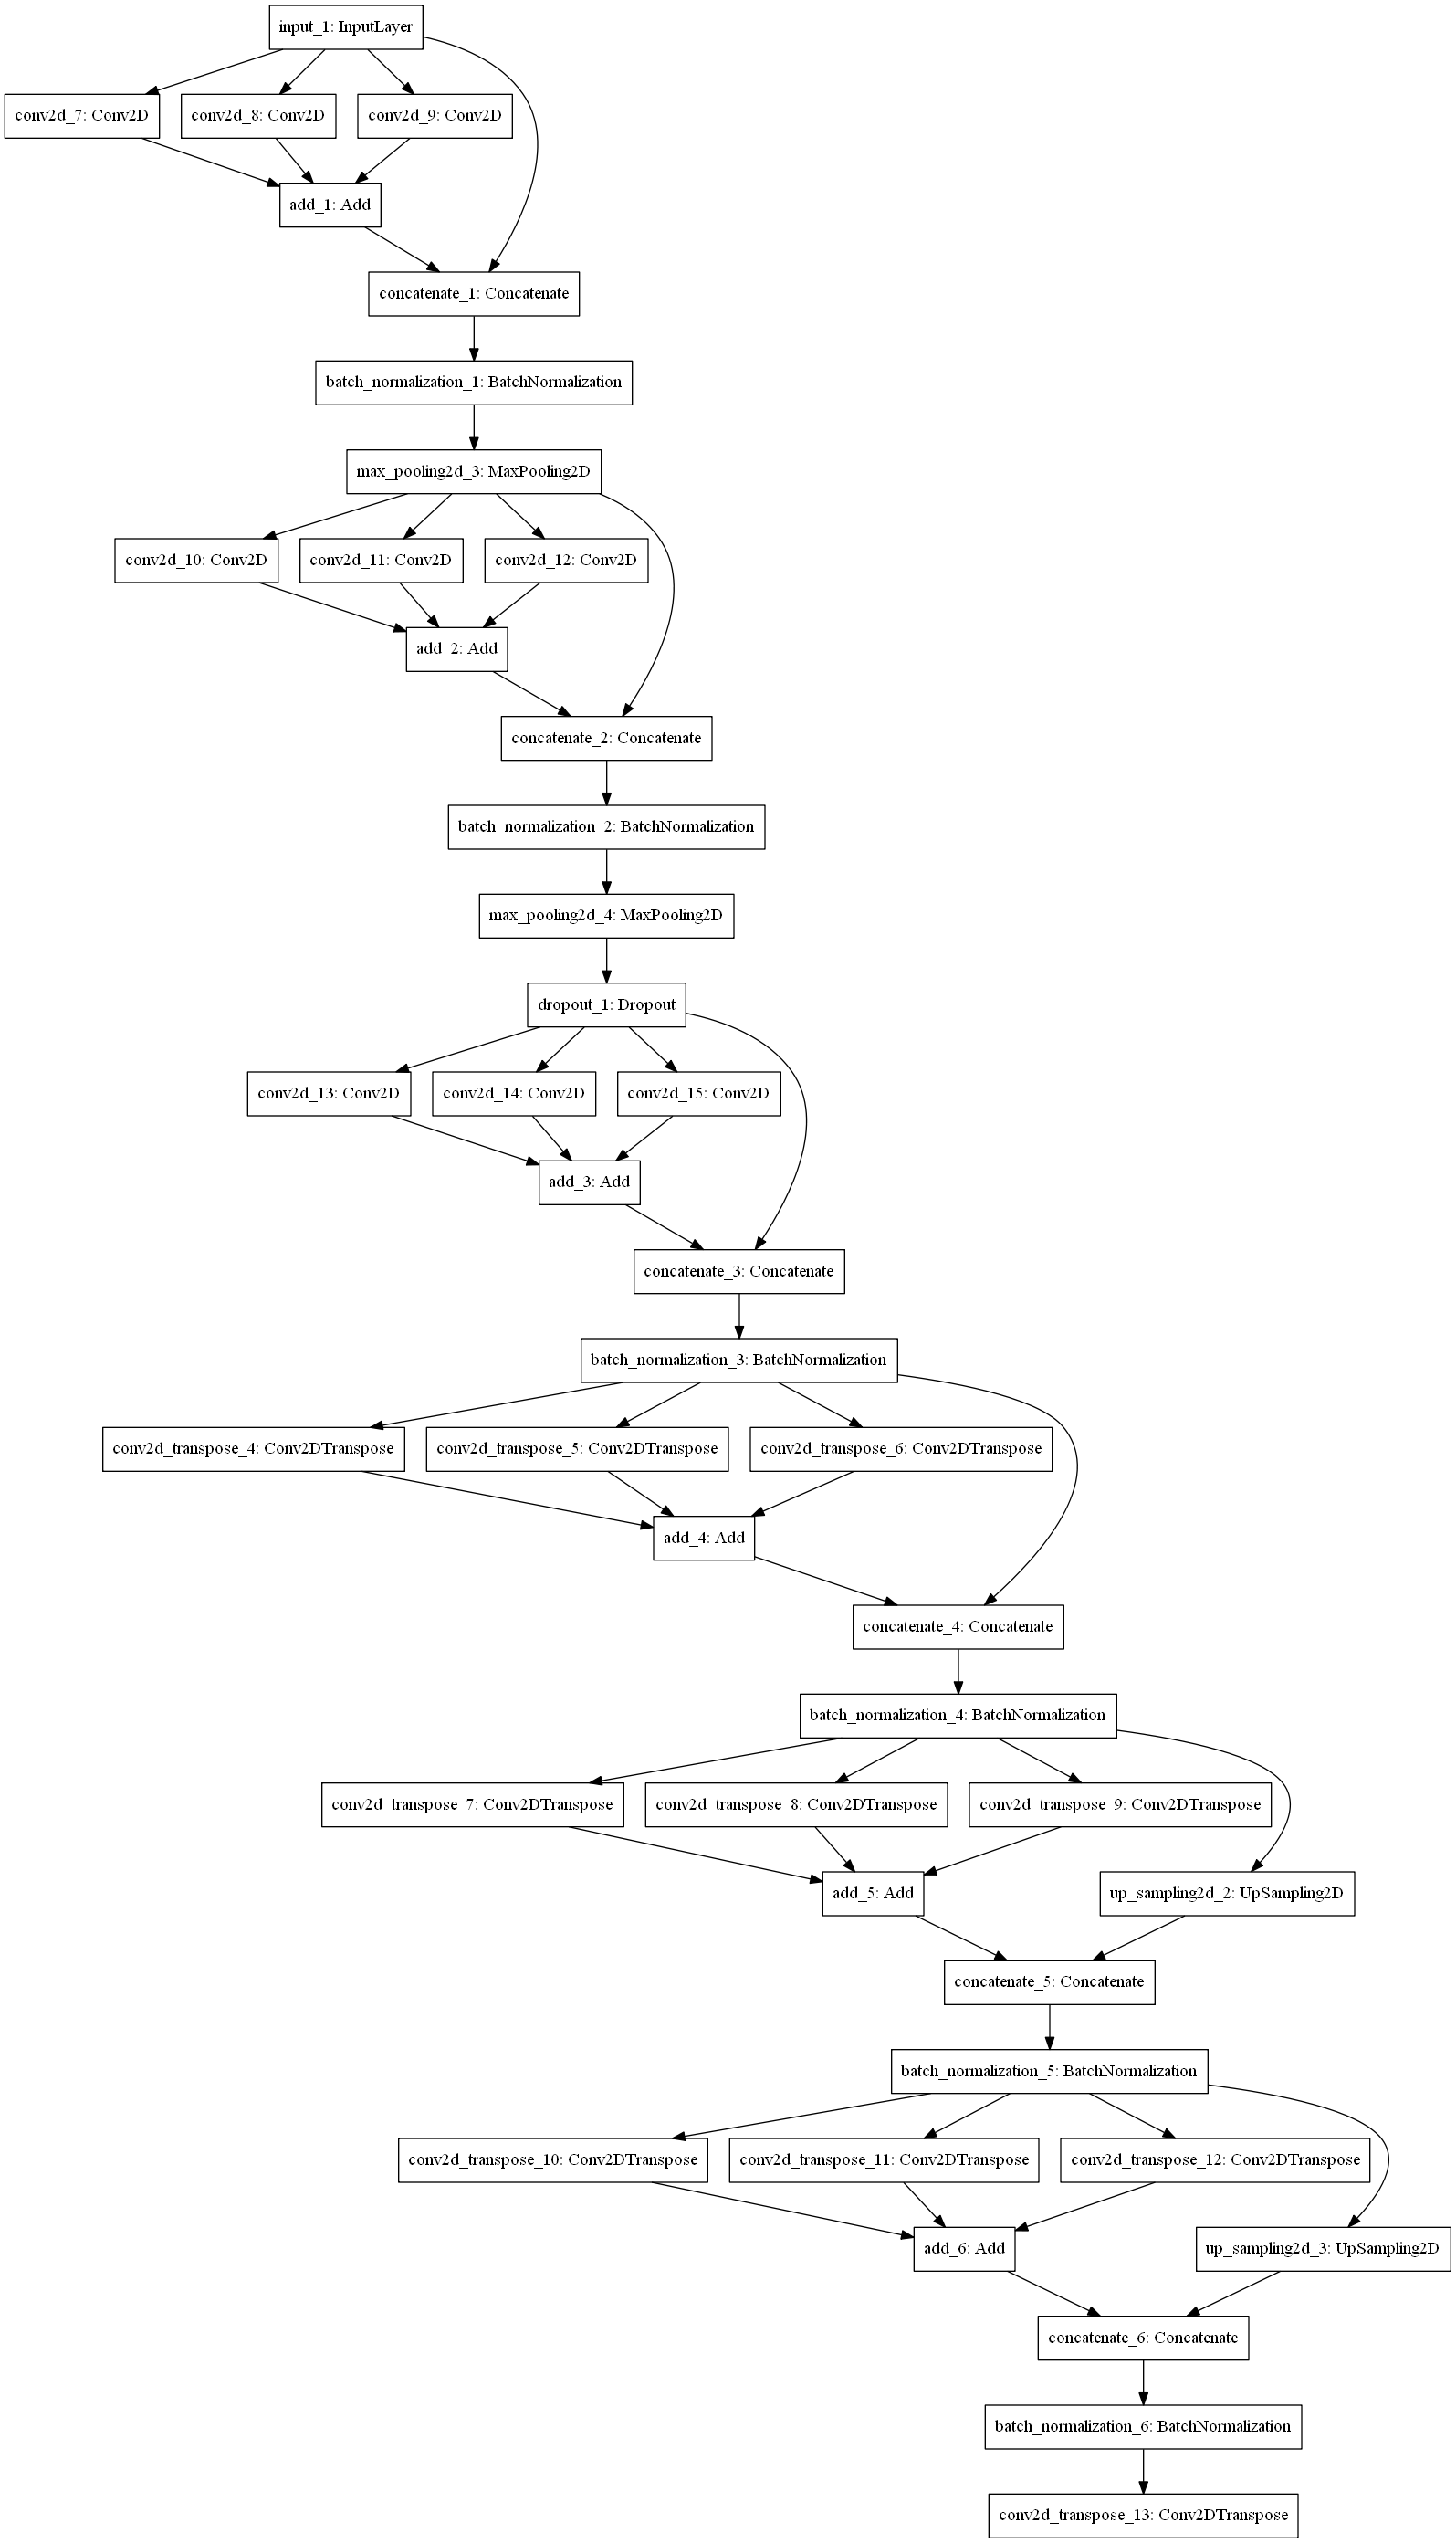 input_1: InputLayer
conv2d_7: Conv2D
conv2d_8: Conv2D
conv2d_9: Conv2D
add_1: Add
concatenate_1: Concatenate
batch_normalization_1: BatchNormalization
max_pooling2d_3: MaxPooling2D
conv2d_10: Conv2D
conv2d_11: Conv2D
conv2d_12: Conv2D
add_2: Add
concatenate_2: Concatenate
batch_normalization_2: BatchNormalization
max_pooling2d_4: MaxPooling2D
dropout_1: Dropout
conv2d_13: Conv2D
conv2d_14: Conv2D
conv2d_15: Conv2D
add_3: Add
concatenate_3: Concatenate
batch_normalization_3: BatchNormalization
conv2d_transpose_4: Conv2DTranspose
conv2d_transpose_5: Conv2DTranspose
conv2d_transpose_6: Conv2DTranspose
add_4: Add
concatenate_4: Concatenate
batch_normalization_4: BatchNormalization
conv2d_transpose_7: Conv2DTranspose
conv2d_transpose_8: Conv2DTranspose
conv2d_transpose_9: Conv2DTranspose
add_5: Add
up_sampling2d_2: UpSampling2D
concatenate_5: Concatenate
batch_normalization_5: BatchNormalization
conv2d_transpose_10: Conv2DTranspose
conv2d_transpose_11: Conv2DTranspose
conv2d_transpose_12: Conv2DTranspose
add_6: Add
up_sampling2d_3: UpSampling2D
concatenate_6: Concatenate
batch_normalization_6: BatchNormalization
conv2d_transpose_13: Conv2DTranspose